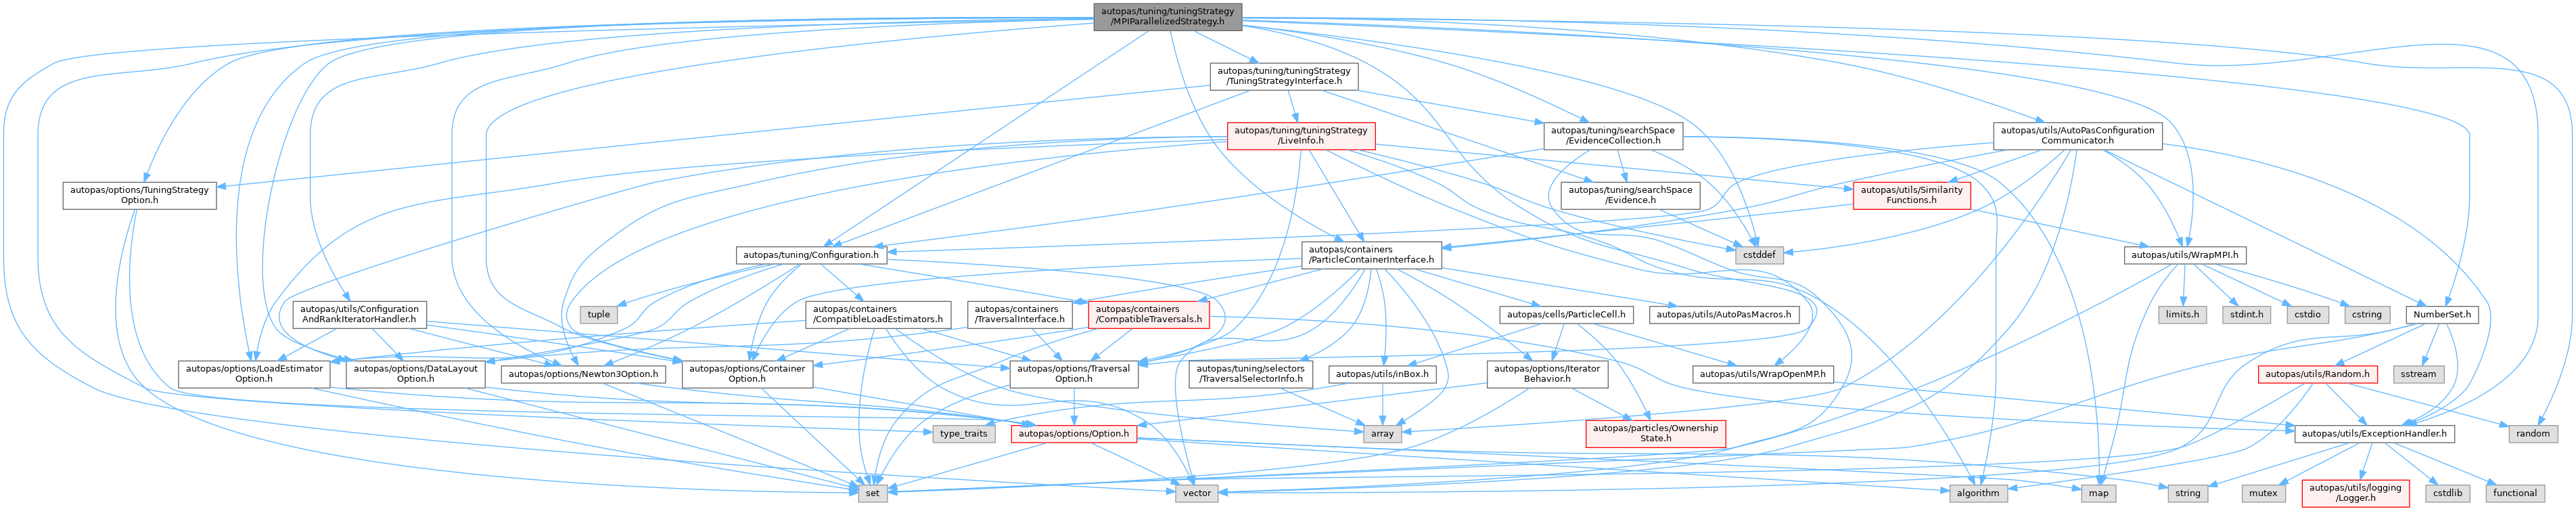 autopas/tuning/tuningStrategy
/MPIParallelizedStrategy.h
autopas/tuning/tuningStrategy
/TuningStrategyInterface.h
autopas/tuning/tuningStrategy
/LiveInfo.h
autopas/tuning/searchSpace
/EvidenceCollection.h
autopas/utils/AutoPasConfiguration
Communicator.h
autopas/options/TuningStrategy
Option.h
autopas/tuning/searchSpace
/Evidence.h
autopas/utils/Similarity
Functions.h
autopas/tuning/Configuration.h
autopas/containers
/ParticleContainerInterface.h
cstddef
autopas/utils/WrapMPI.h
autopas/utils/Configuration
AndRankIteratorHandler.h
tuple
autopas/containers
/CompatibleLoadEstimators.h
autopas/containers
/TraversalInterface.h
autopas/containers
/CompatibleTraversals.h
autopas/cells/ParticleCell.h
autopas/utils/AutoPasMacros.h
limits.h
stdint.h
cstdio
cstring
NumberSet.h
autopas/options/LoadEstimator
Option.h
autopas/options/DataLayout
Option.h
autopas/options/Newton3Option.h
autopas/options/Container
Option.h
autopas/options/Traversal
Option.h
autopas/tuning/selectors
/TraversalSelectorInfo.h
autopas/utils/inBox.h
autopas/options/Iterator
Behavior.h
autopas/utils/WrapOpenMP.h
sstream
autopas/utils/Random.h
type_traits
autopas/options/Option.h
array
autopas/particles/Ownership
State.h
autopas/utils/ExceptionHandler.h
random
set
vector
algorithm
map
string
mutex
autopas/utils/logging
/Logger.h
cstdlib
functional